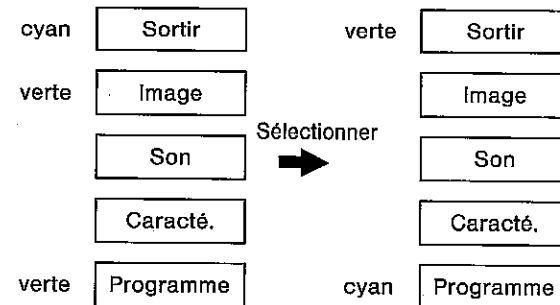 cyan Sortir verte Sortir
verte Image Image
Sélectionner
Son Son
Caracté. Caracté.
verte Programme cyan Programme